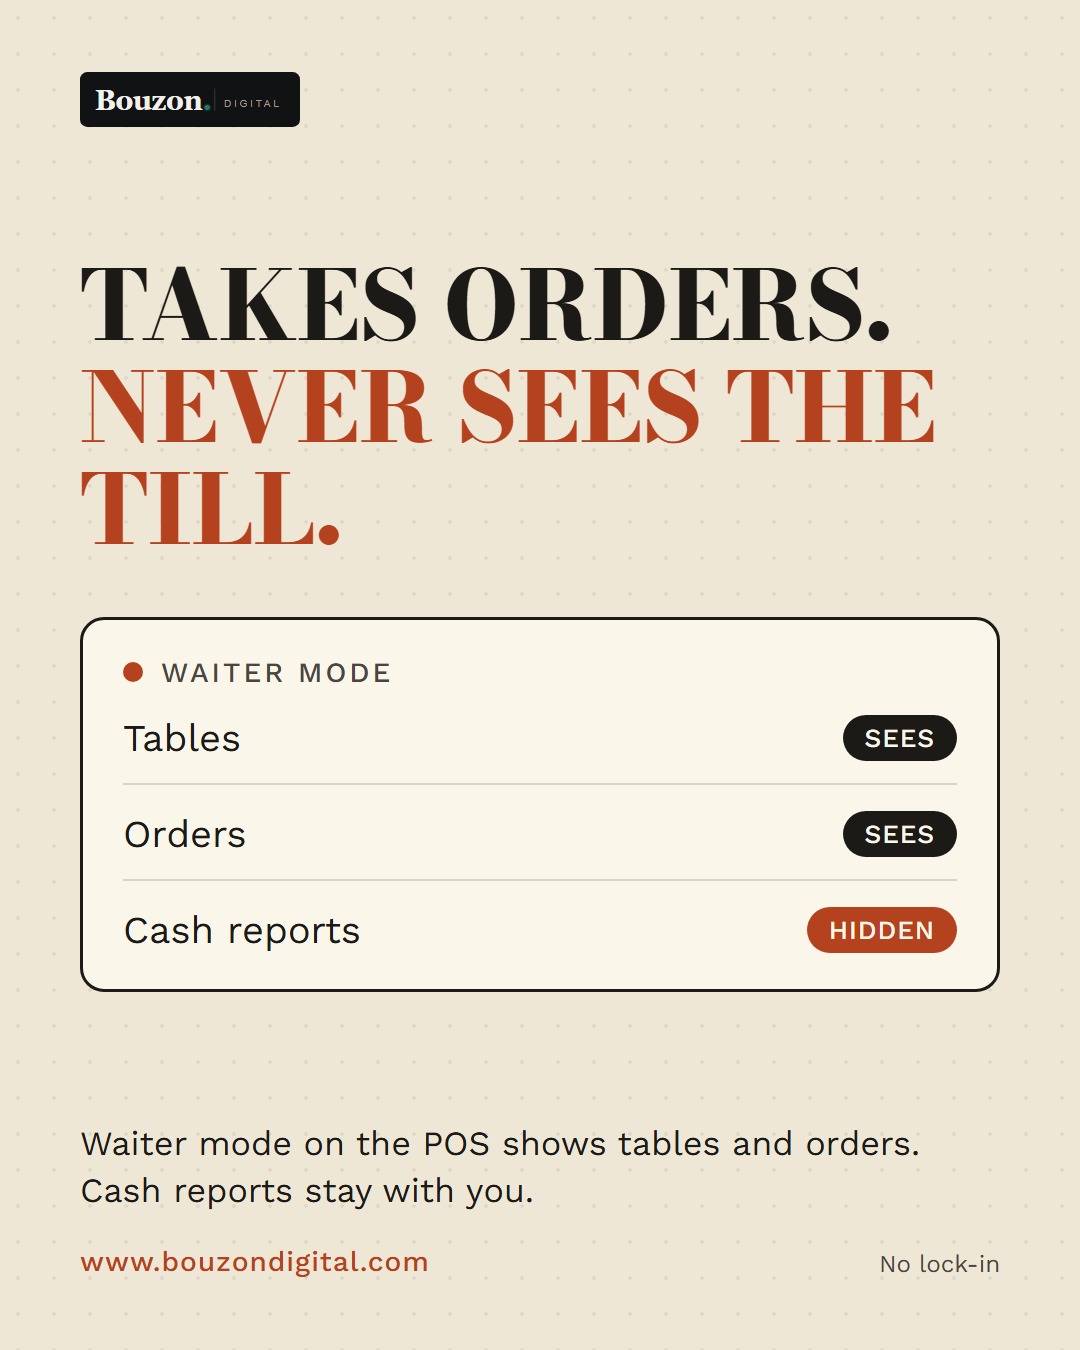 Bouzon. DIGITAL
TAKES ORDERS.
NEVER SEES THE
TILL.
WAITER MODE
Tables SEES
Orders SEES
Cash reports HIDDEN
Waiter mode on the POS shows tables and orders.
Cash reports stay with you.
www.bouzondigital.com No lock-in